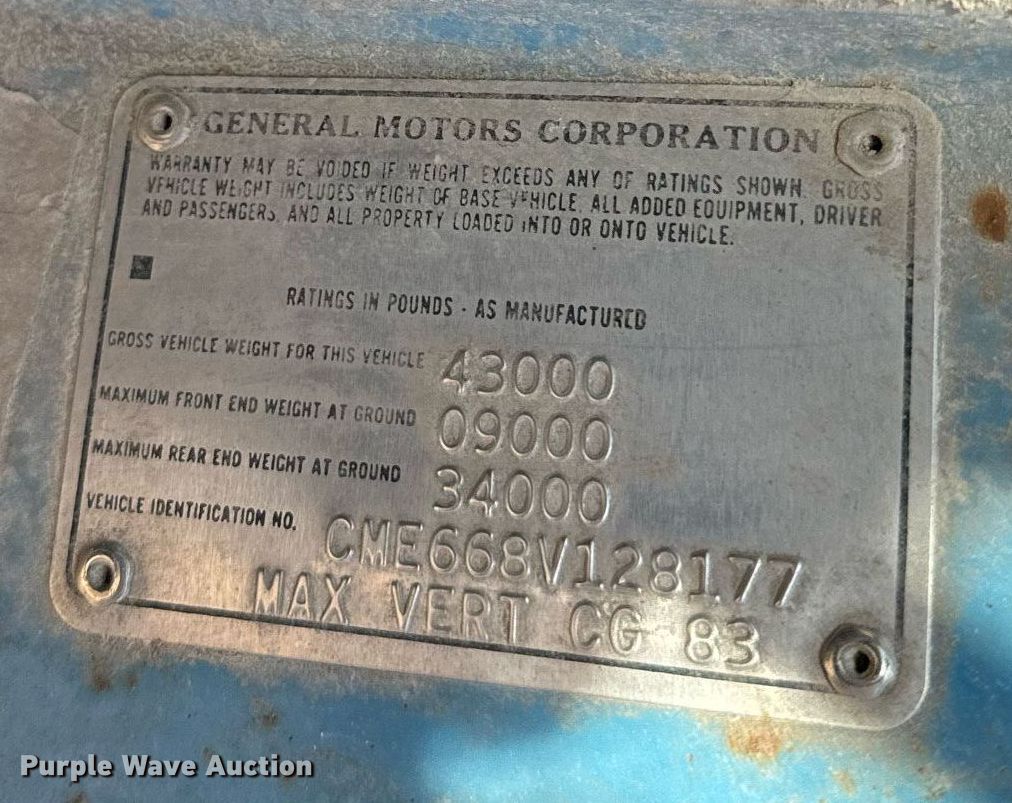 GENERAL MOTORS CORPORATION
WARRANTY MAY BE VOIDED IF WEIGHT EXCEEDS ANY OF RATINGS SHOWN. GROSS
VEHICLE WEIGHT INCLUDES WEIGHT OF BASE VEHICLE, ALL ADDED EQUIPMENT, DRIVER
AND PASSENGERS, AND ALL PROPERTY LOADED INTO OR ONTO VEHICLE.
RATINGS IN POUNDS - AS MANUFACTURED
GROSS VEHICLE WEIGHT FOR THIS VEHICLE 43000
MAXIMUM FRONT END WEIGHT AT GROUND 09000
MAXIMUM REAR END WEIGHT AT GROUND 34000
VEHICLE IDENTIFICATION NO. CME668V128177
MAX VERT CG 83
Purple Wave Auction